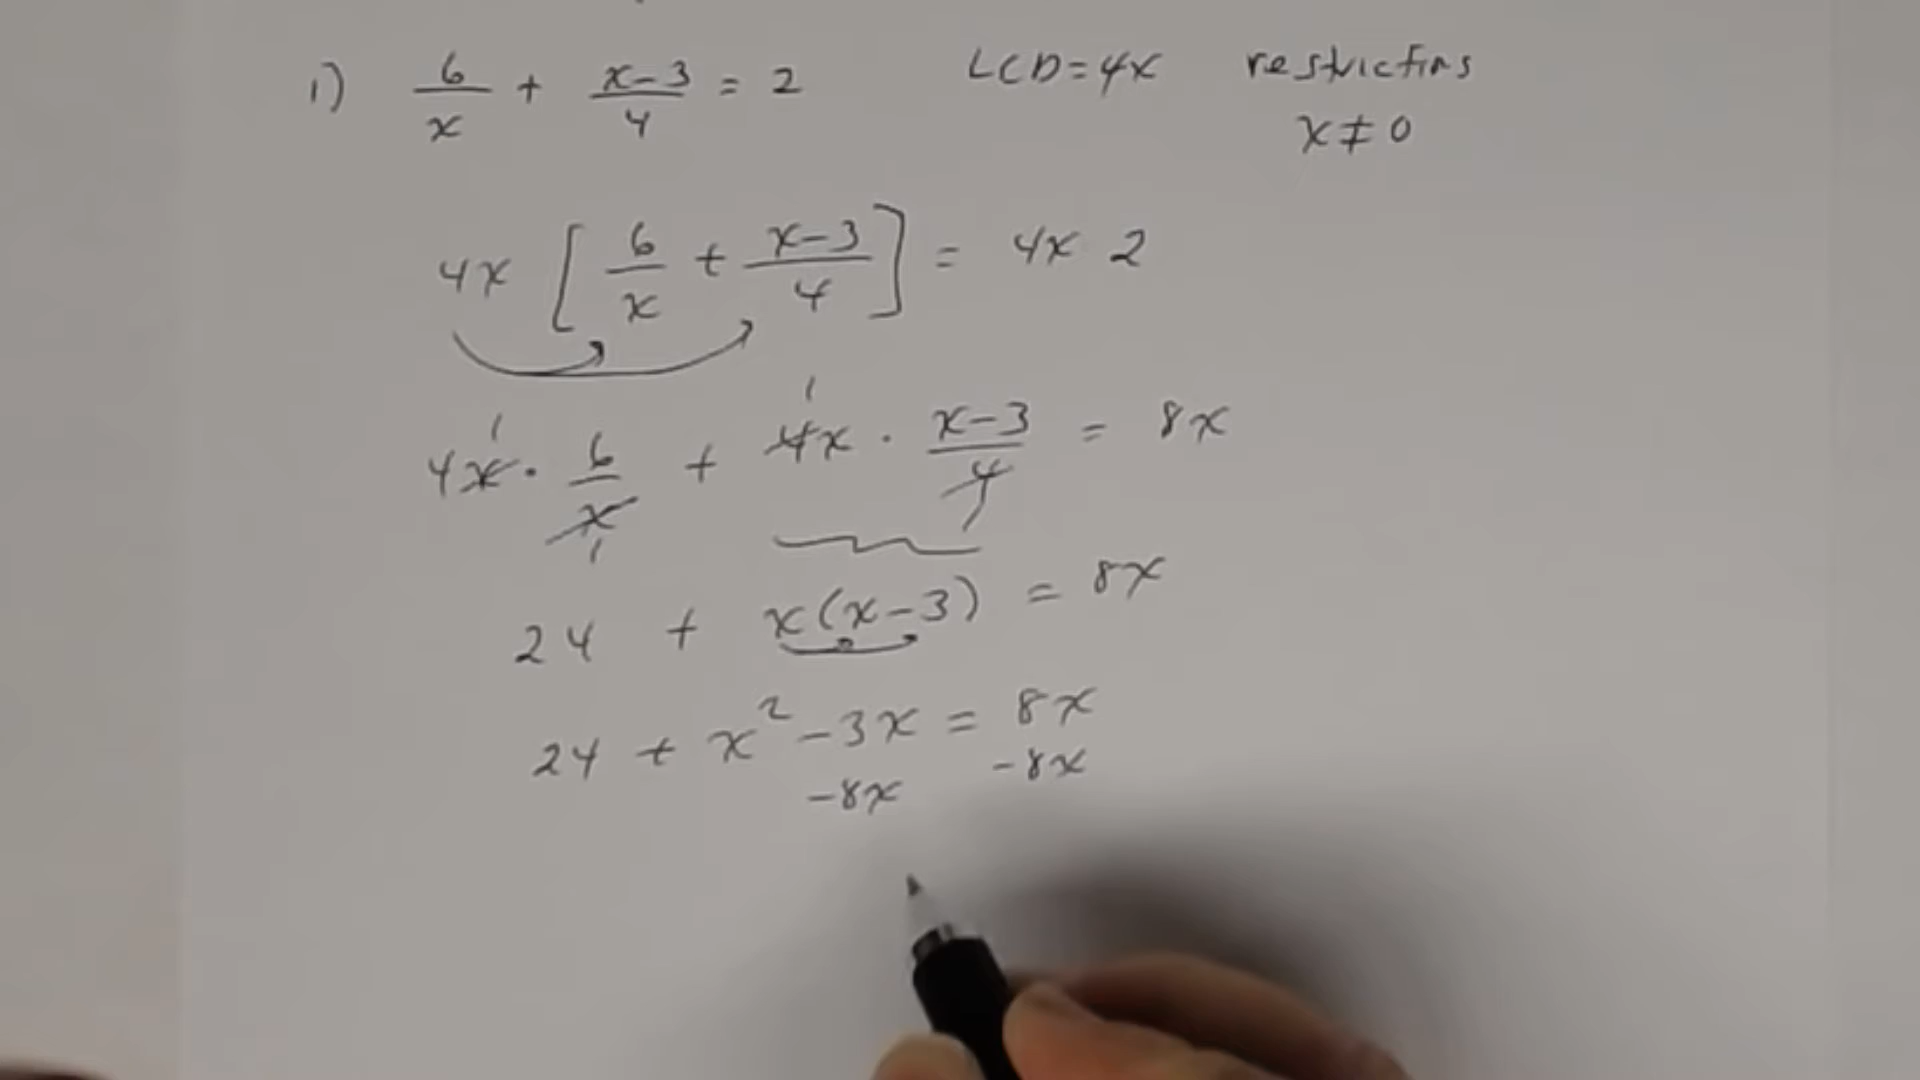 1) 6/x + x-3/4 = 2 LCD=4x restrictins
x≠0
4x [6/x + x-3/4] = 4x 2
4x · 6/x + 4x · x-3/4 = 8x
24 + x(x-3) = 8x
24 + x² -3x = 8x
-8x -8x